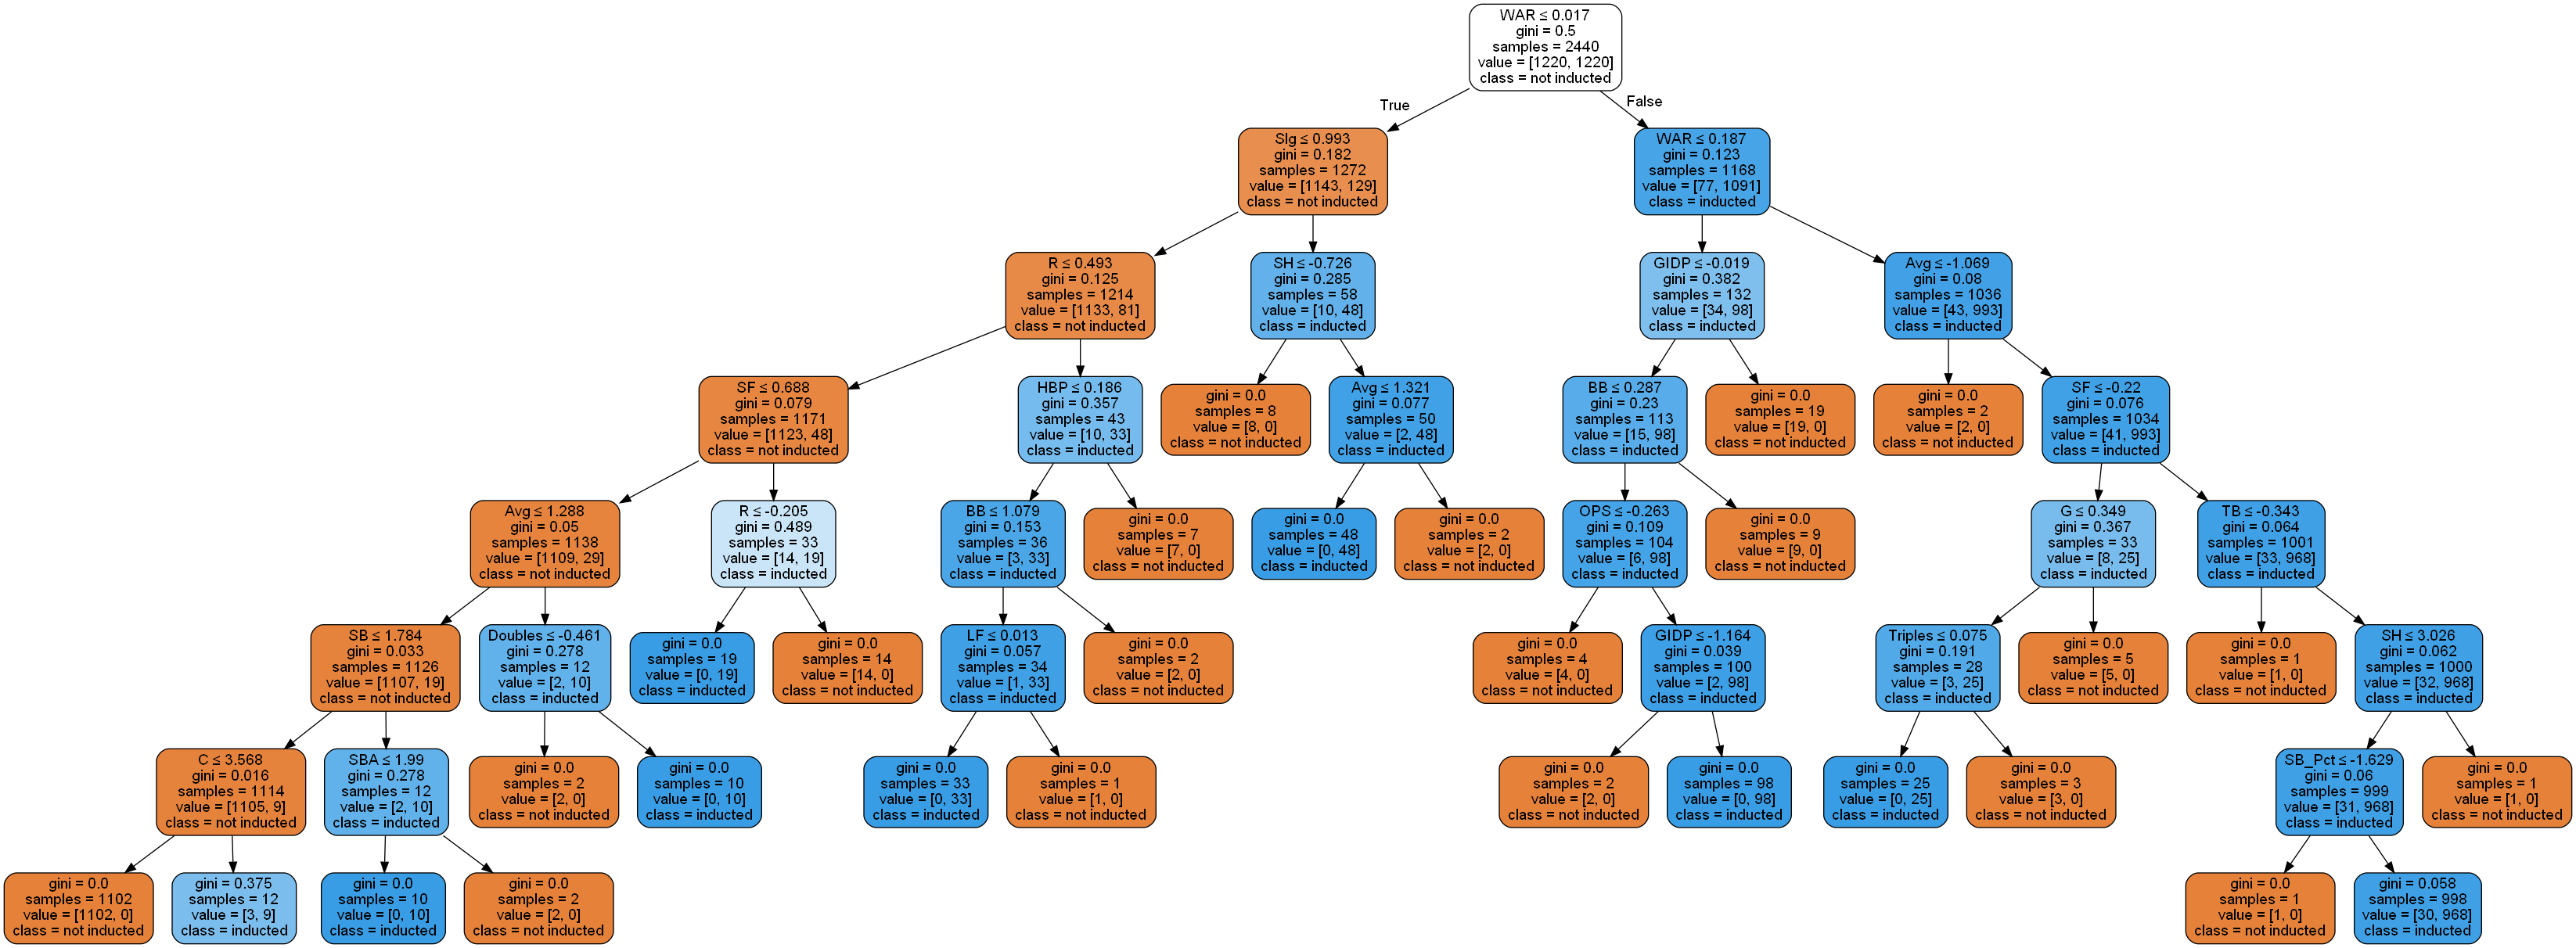 WAR ≤ 0.017
gini = 0.5
samples = 2440
value = [1220, 1220]
class = not inducted
True
False
Slg ≤ 0.993
gini = 0.182
samples = 1272
value = [1143, 129]
class = not inducted
WAR ≤ 0.187
gini = 0.123
samples = 1168
value = [77, 1091]
class = inducted
R ≤ 0.493
gini = 0.125
samples = 1214
value = [1133, 81]
class = not inducted
SH ≤ -0.726
gini = 0.285
samples = 58
value = [10, 48]
class = inducted
GIDP ≤ -0.019
gini = 0.382
samples = 132
value = [34, 98]
class = inducted
Avg ≤ -1.069
gini = 0.08
samples = 1036
value = [43, 993]
class = inducted
SF ≤ 0.688
gini = 0.079
samples = 1171
value = [1123, 48]
class = not inducted
HBP ≤ 0.186
gini = 0.357
samples = 43
value = [10, 33]
class = inducted
gini = 0.0
samples = 8
value = [8, 0]
class = not inducted
Avg ≤ 1.321
gini = 0.077
samples = 50
value = [2, 48]
class = inducted
BB ≤ 0.287
gini = 0.23
samples = 113
value = [15, 98]
class = inducted
gini = 0.0
samples = 19
value = [19, 0]
class = not inducted
gini = 0.0
samples = 2
value = [2, 0]
class = not inducted
SF ≤ -0.22
gini = 0.076
samples = 1034
value = [41, 993]
class = inducted
Avg ≤ 1.288
gini = 0.05
samples = 1138
value = [1109, 29]
class = not inducted
R ≤ -0.205
gini = 0.489
samples = 33
value = [14, 19]
class = inducted
BB ≤ 1.079
gini = 0.153
samples = 36
value = [3, 33]
class = inducted
gini = 0.0
samples = 7
value = [7, 0]
class = not inducted
gini = 0.0
samples = 48
value = [0, 48]
class = inducted
gini = 0.0
samples = 2
value = [2, 0]
class = not inducted
OPS ≤ -0.263
gini = 0.109
samples = 104
value = [6, 98]
class = inducted
gini = 0.0
samples = 9
value = [9, 0]
class = not inducted
G ≤ 0.349
gini = 0.367
samples = 33
value = [8, 25]
class = inducted
TB ≤ -0.343
gini = 0.064
samples = 1001
value = [33, 968]
class = inducted
SB ≤ 1.784
gini = 0.033
samples = 1126
value = [1107, 19]
class = not inducted
Doubles ≤ -0.461
gini = 0.278
samples = 12
value = [2, 10]
class = inducted
gini = 0.0
samples = 19
value = [0, 19]
class = inducted
gini = 0.0
samples = 14
value = [14, 0]
class = not inducted
LF ≤ 0.013
gini = 0.057
samples = 34
value = [1, 33]
class = inducted
gini = 0.0
samples = 2
value = [2, 0]
class = not inducted
gini = 0.0
samples = 4
value = [4, 0]
class = not inducted
GIDP ≤ -1.164
gini = 0.039
samples = 100
value = [2, 98]
class = inducted
Triples ≤ 0.075
gini = 0.191
samples = 28
value = [3, 25]
class = inducted
gini = 0.0
samples = 5
value = [5, 0]
class = not inducted
gini = 0.0
samples = 1
value = [1, 0]
class = not inducted
SH ≤ 3.026
gini = 0.062
samples = 1000
value = [32, 968]
class = inducted
C ≤ 3.568
gini = 0.016
samples = 1114
value = [1105, 9]
class = not inducted
SBA ≤ 1.99
gini = 0.278
samples = 12
value = [2, 10]
class = inducted
gini = 0.0
samples = 2
value = [2, 0]
class = not inducted
gini = 0.0
samples = 10
value = [0, 10]
class = inducted
gini = 0.0
samples = 33
value = [0, 33]
class = inducted
gini = 0.0
samples = 1
value = [1, 0]
class = not inducted
gini = 0.0
samples = 2
value = [2, 0]
class = not inducted
gini = 0.0
samples = 98
value = [0, 98]
class = inducted
gini = 0.0
samples = 25
value = [0, 25]
class = inducted
gini = 0.0
samples = 3
value = [3, 0]
class = not inducted
SB_Pct ≤ -1.629
gini = 0.06
samples = 999
value = [31, 968]
class = inducted
gini = 0.0
samples = 1
value = [1, 0]
class = not inducted
gini = 0.0
samples = 1102
value = [1102, 0]
class = not inducted
gini = 0.375
samples = 12
value = [3, 9]
class = inducted
gini = 0.0
samples = 10
value = [0, 10]
class = inducted
gini = 0.0
samples = 2
value = [2, 0]
class = not inducted
gini = 0.0
samples = 1
value = [1, 0]
class = not inducted
gini = 0.058
samples = 998
value = [30, 968]
class = inducted